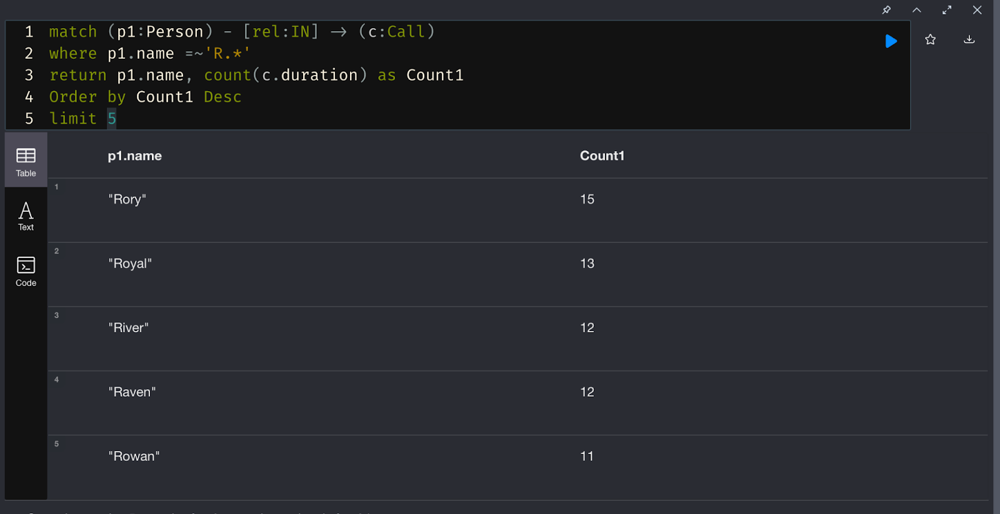 1 match (p1:Person) - [rel:IN] → (c:Call)
2 where p1.name =~'R.*'
3 return p1.name, count(c.duration) as Count1
4 Order by Count1 Desc
5 limit 5
Table
Text
Code
p1.name Count1
1 "Rory" 15
2 "Royal" 13
3 "River" 12
4 "Raven" 12
5 "Rowan" 11